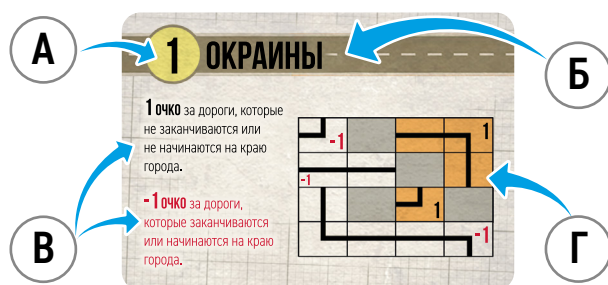 А
1 ОКРАИНЫ
Б
1 очко за дороги, которые
не заканчиваются или
не начинаются на краю
города.
-1 очко за дороги,
которые заканчиваются
или начинаются на краю
города.
-1
1
-1
1
-1
В
Г